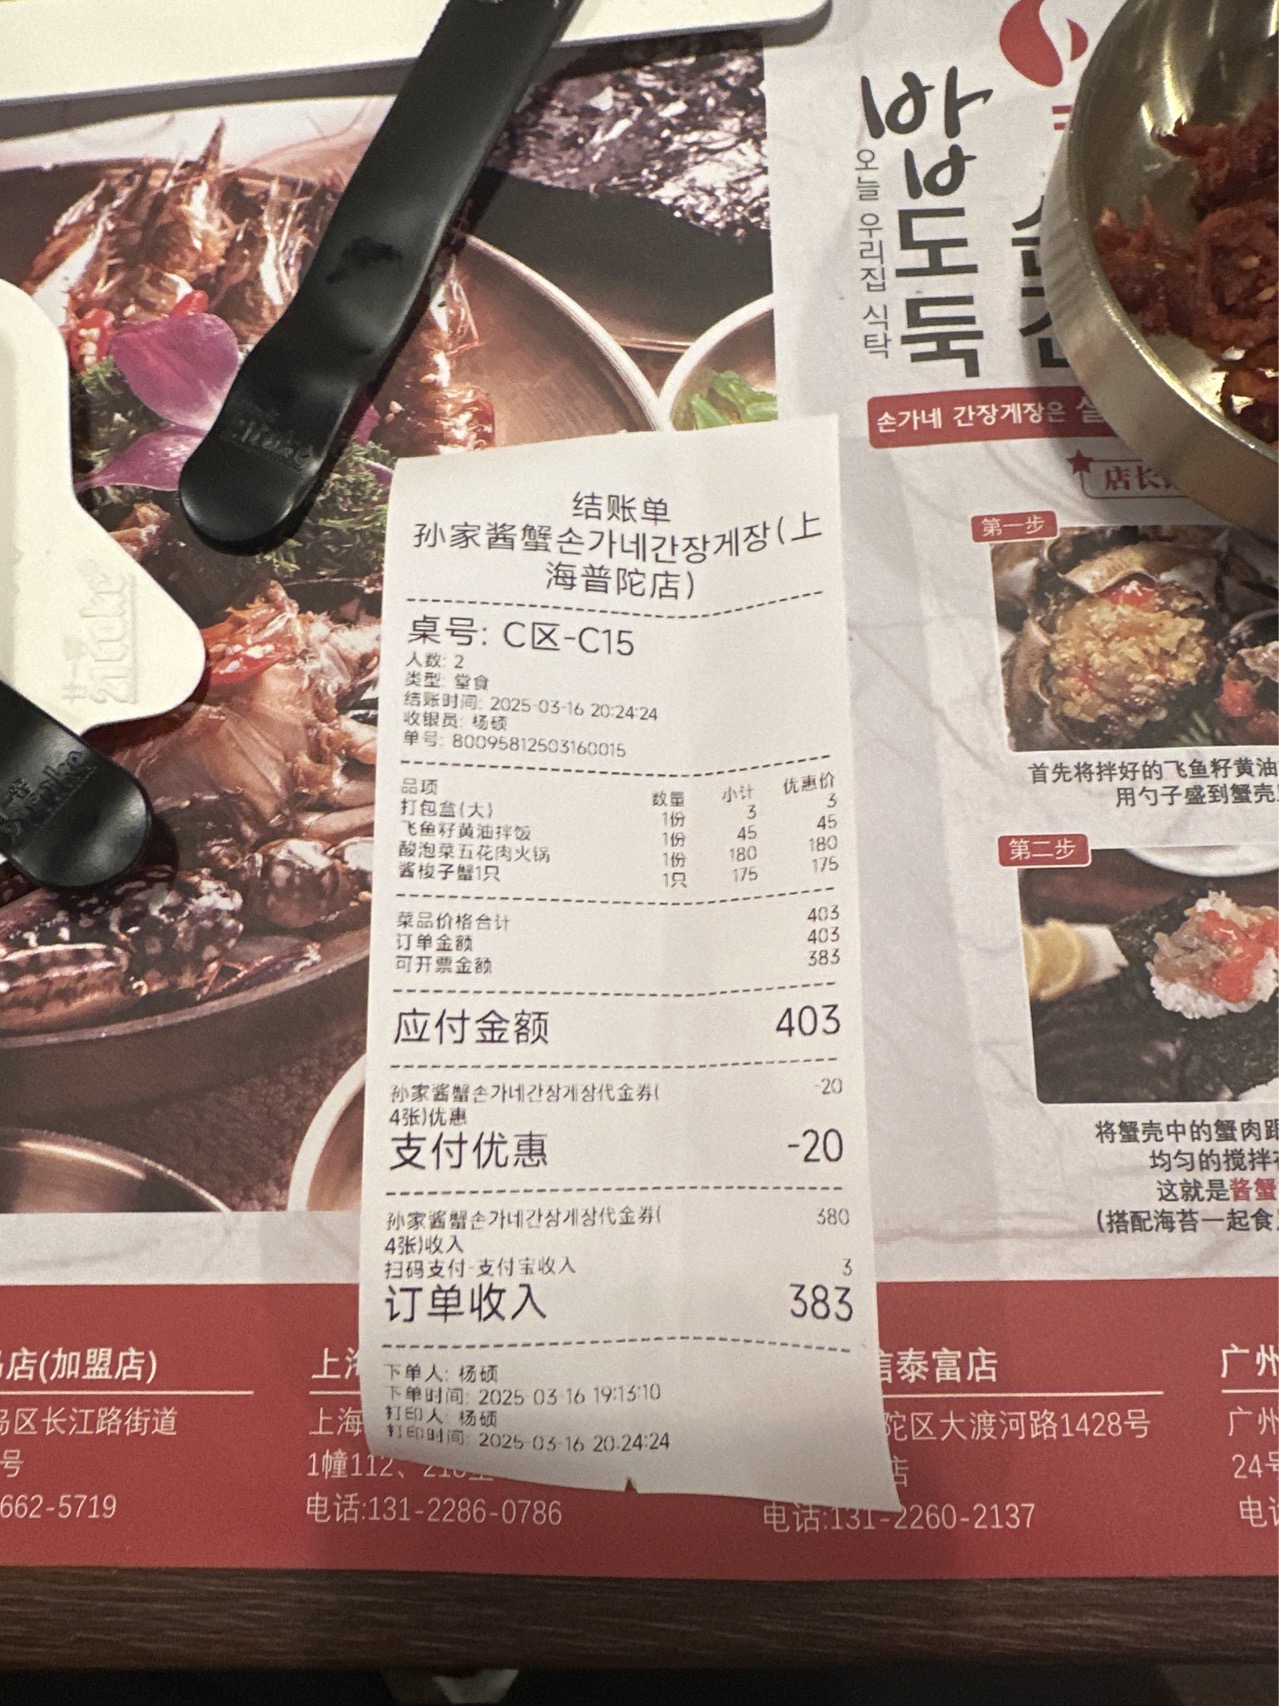 바
밥
도
둑
오늘 우리집 식탁
손가네 간장게장은
店长
第一步
首先将拌好的飞鱼籽黄油
用勺子盛到蟹壳
第二步
将蟹壳中的蟹肉跟
均匀的搅拌
这就是酱蟹
(搭配海苔一起食
结账单
孙家酱蟹손가네간장게장(上
海普陀店)
桌号: C区-C15
人数: 2
类型: 堂食
结账时间: 2025-03-16 20:24:24
收银员: 杨硕
单号: 80095812503160015
品项 数量 小计 优惠价
打包盒(大) 1份 3 3
飞鱼籽黄油拌饭 1份 45 45
酸泡菜五花肉火锅 1份 180 180
酱梭子蟹1只 1只 175 175
菜品价格合计 403
订单金额 403
可开票金额 383
应付金额 403
孙家酱蟹손가네간장게장代金券( -20
4张)优惠
支付优惠 -20
孙家酱蟹손가네간장게장代金券( 380
4张)收入
扫码支付-支付宝收入 3
订单收入 383
下单人: 杨硕
下单时间: 2025-03-16 19:13:10
打印人: 杨硕
打印时间: 2025-03-16 20:24:24
店(加盟店)
岛区长江路街道
号
662-5719
上海
上海
1幢112、
电话:131-2286-0786
信泰富店
陀区大渡河路1428号
店
电话:131-2260-2137
广州
广州
24号
电话